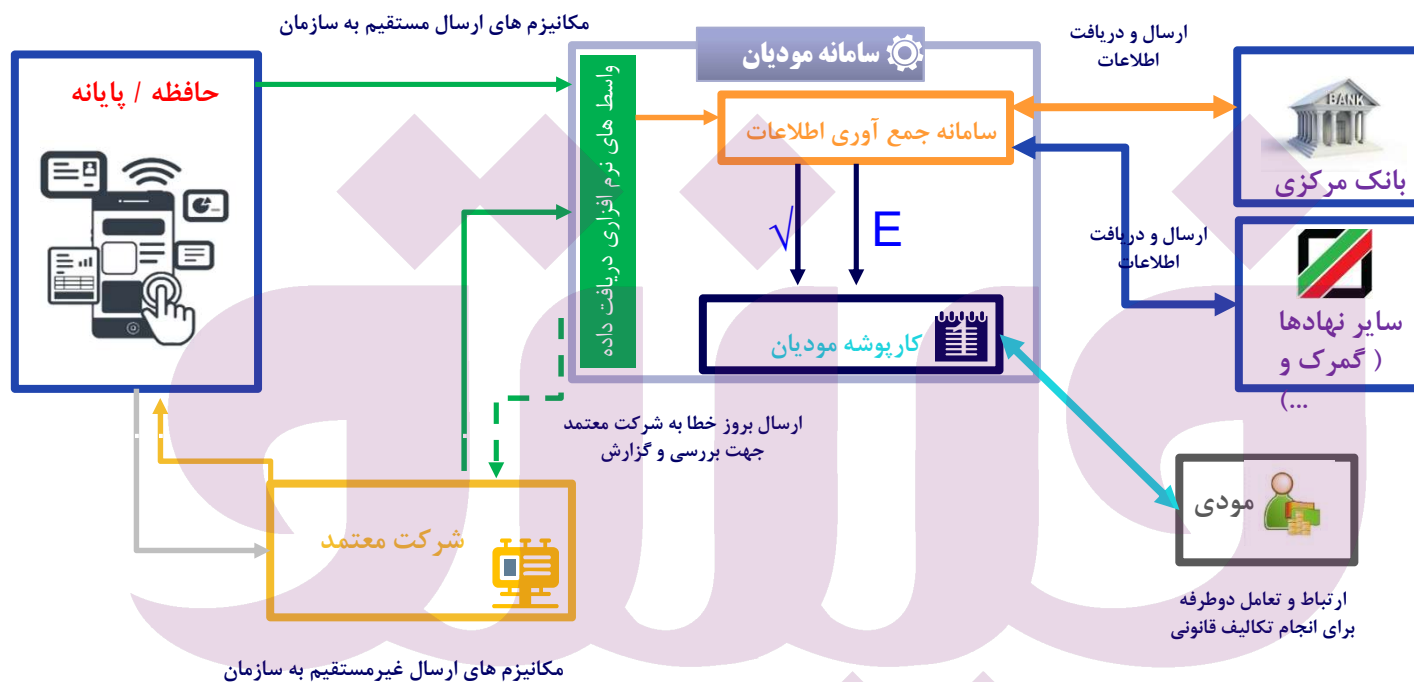 مکانیزم های ارسال مستقیم به سازمان
ارسال و دریافت
اطلاعات
سامانه مودیان
حافظه / پایانه
واسط های نرم افزاری دریافت داده
سامانه جمع آوری اطلاعات
BANK
بانک مرکزی
√
E
ارسال و دریافت
اطلاعات
سایر نهادها
( گمرک و
...)
کارپوشه مودیان
1
ارسال بروز خطا به شرکت معتمد
جهت بررسی و گزارش
شرکت معتمد
مودی
ارتباط و تعامل دوطرفه
برای انجام تکالیف قانونی
مکانیزم های ارسال غیرمستقیم به سازمان